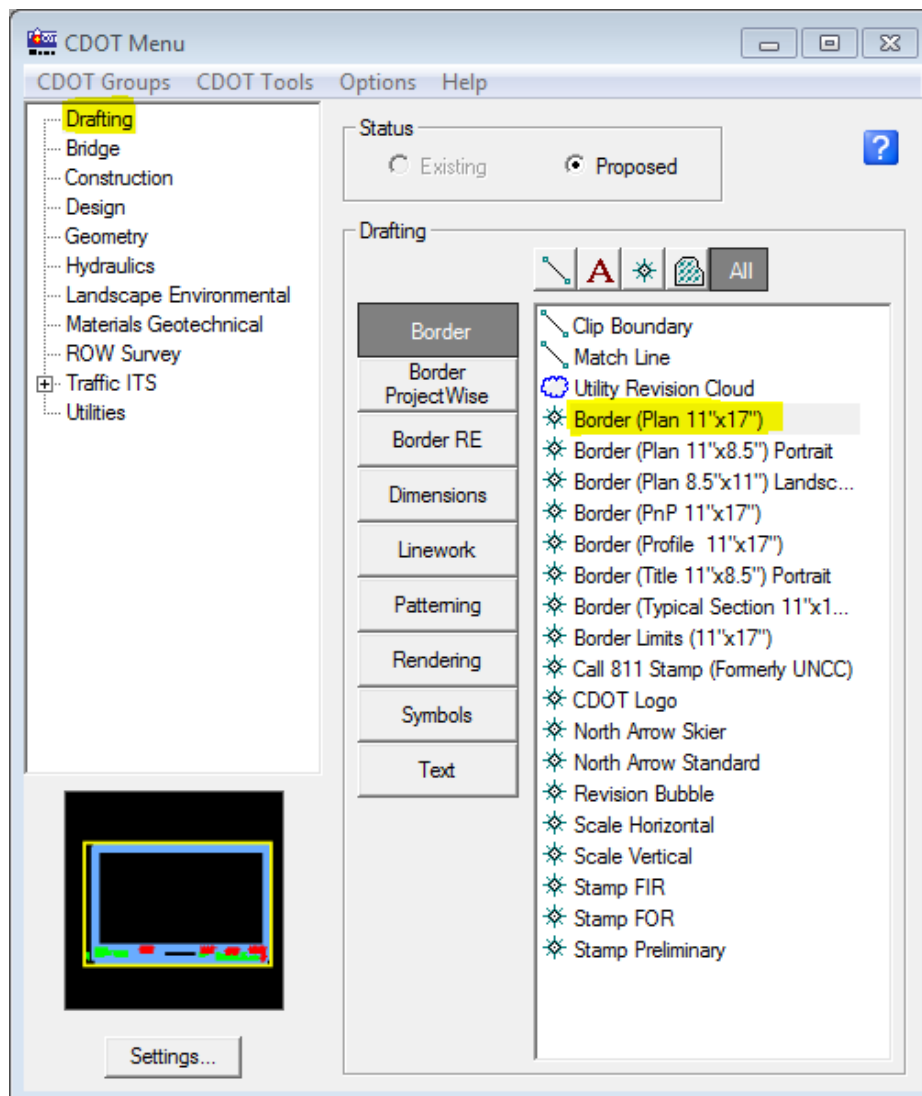 CDOT Menu
CDOT Groups CDOT Tools Options Help
Drafting
Bridge
Construction
Design
Geometry
Hydraulics
Landscape Environmental
Materials Geotechnical
ROW Survey
Traffic ITS
Utilities
Status
Existing Proposed
?
Drafting
A All
Border
Border
ProjectWise
Border RE
Dimensions
Linework
Patterning
Rendering
Symbols
Text
Clip Boundary
Match Line
Utility Revision Cloud
Border (Plan 11"x17")
Border (Plan 11"x8.5") Portrait
Border (Plan 8.5"x11") Landsc...
Border (PnP 11"x17")
Border (Profile 11"x17")
Border (Title 11"x8.5") Portrait
Border (Typical Section 11"x1...
Border Limits (11"x17")
Call 811 Stamp (Formerly UNCC)
CDOT Logo
North Arrow Skier
North Arrow Standard
Revision Bubble
Scale Horizontal
Scale Vertical
Stamp FIR
Stamp FOR
Stamp Preliminary
Settings...